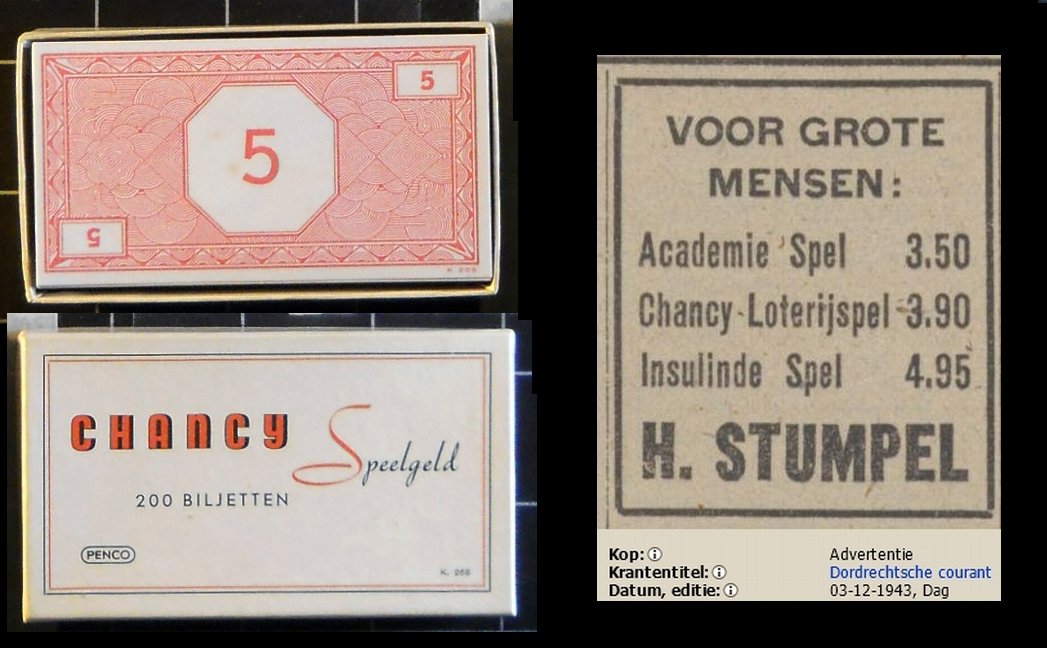 5
5
5
K 268
CHANCY Speelgeld
200 BILJETTEN
PENCO
K. 268
VOOR GROTE
MENSEN:
Academie Spel 3.50
Chancy-Loterijspel 3.90
Insulinde Spel 4.95
H. STUMPEL
Kop: Advertentie
Krantentitel: Dordrechtsche courant
Datum, editie: 03-12-1943, Dag